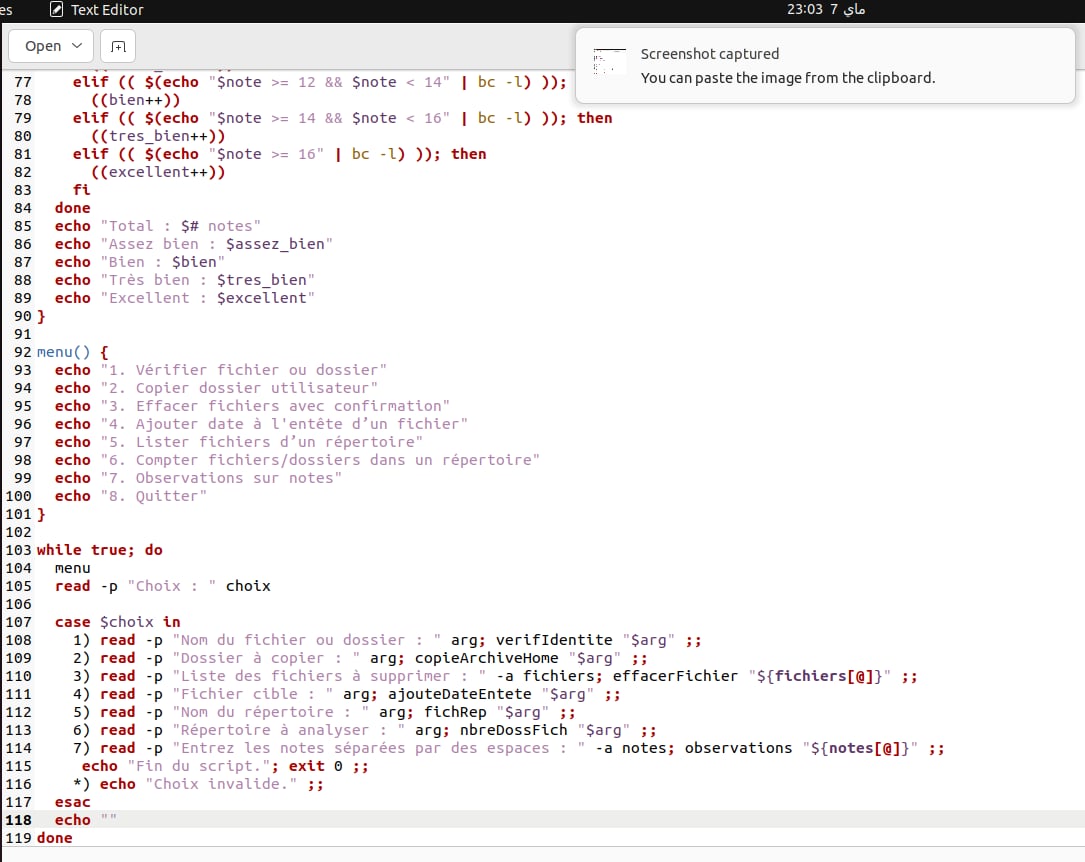 es Text Editor 23:03 7 ماي
Open
Screenshot captured
You can paste the image from the clipboard.
77 elif (( $(echo "$note >= 12 && $note < 14" | bc -l) ));
78 ((bien++))
79 elif (( $(echo "$note >= 14 && $note < 16" | bc -l) )); then
80 ((tres_bien++))
81 elif (( $(echo "$note >= 16" | bc -l) )); then
82 ((excellent++))
83 fi
84 done
85 echo "Total : $# notes"
86 echo "Assez bien : $assez_bien"
87 echo "Bien : $bien"
88 echo "Très bien : $tres_bien"
89 echo "Excellent : $excellent"
90 }
91
92 menu() {
93 echo "1. Vérifier fichier ou dossier"
94 echo "2. Copier dossier utilisateur"
95 echo "3. Effacer fichiers avec confirmation"
96 echo "4. Ajouter date à l'entête d’un fichier"
97 echo "5. Lister fichiers d’un répertoire"
98 echo "6. Compter fichiers/dossiers dans un répertoire"
99 echo "7. Observations sur notes"
100 echo "8. Quitter"
101 }
102
103 while true; do
104 menu
105 read -p "Choix : " choix
106
107 case $choix in
108 1) read -p "Nom du fichier ou dossier : " arg; verifIdentite "$arg" ;;
109 2) read -p "Dossier à copier : " arg; copieArchiveHome "$arg" ;;
110 3) read -p "Liste des fichiers à supprimer : " -a fichiers; effacerFichier "${fichiers[@]}" ;;
111 4) read -p "Fichier cible : " arg; ajouteDateEntete "$arg" ;;
112 5) read -p "Nom du répertoire : " arg; fichRep "$arg" ;;
113 6) read -p "Répertoire à analyser : " arg; nbreDossFich "$arg" ;;
114 7) read -p "Entrez les notes séparées par des espaces : " -a notes; observations "${notes[@]}" ;;
115 echo "Fin du script."; exit 0 ;;
116 *) echo "Choix invalide." ;;
117 esac
118 echo ""
119 done